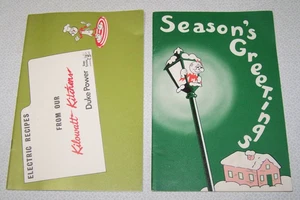 ELECTRIC RECIPES
FROM OUR
Kilowatt Kitchen
Duke Power
Season's
Greetings